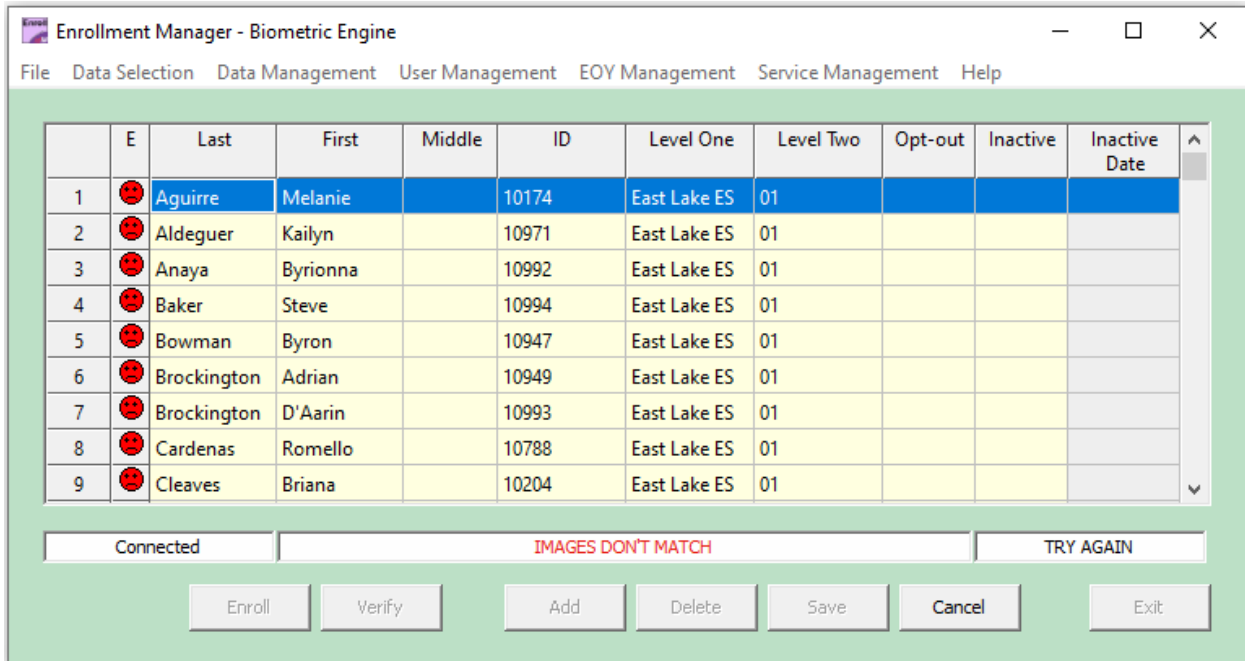 Enroll
Enrollment Manager - Biometric Engine
File Data Selection Data Management User Management EOY Management Service Management Help
E Last First Middle ID Level One Level Two Opt-out Inactive Inactive Date
1 Aguirre Melanie 10174 East Lake ES 01
2 Aldeguer Kailyn 10971 East Lake ES 01
3 Anaya Byrionna 10992 East Lake ES 01
4 Baker Steve 10994 East Lake ES 01
5 Bowman Byron 10947 East Lake ES 01
6 Brockington Adrian 10949 East Lake ES 01
7 Brockington D'Aarin 10993 East Lake ES 01
8 Cardenas Romello 10788 East Lake ES 01
9 Cleaves Briana 10204 East Lake ES 01
Connected IMAGES DON'T MATCH TRY AGAIN
Enroll Verify Add Delete Save Cancel Exit